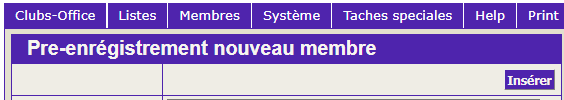 Clubs-Office Listes Membres Système Taches speciales Help Print
Pre-enrégistrement nouveau membre
Insérer